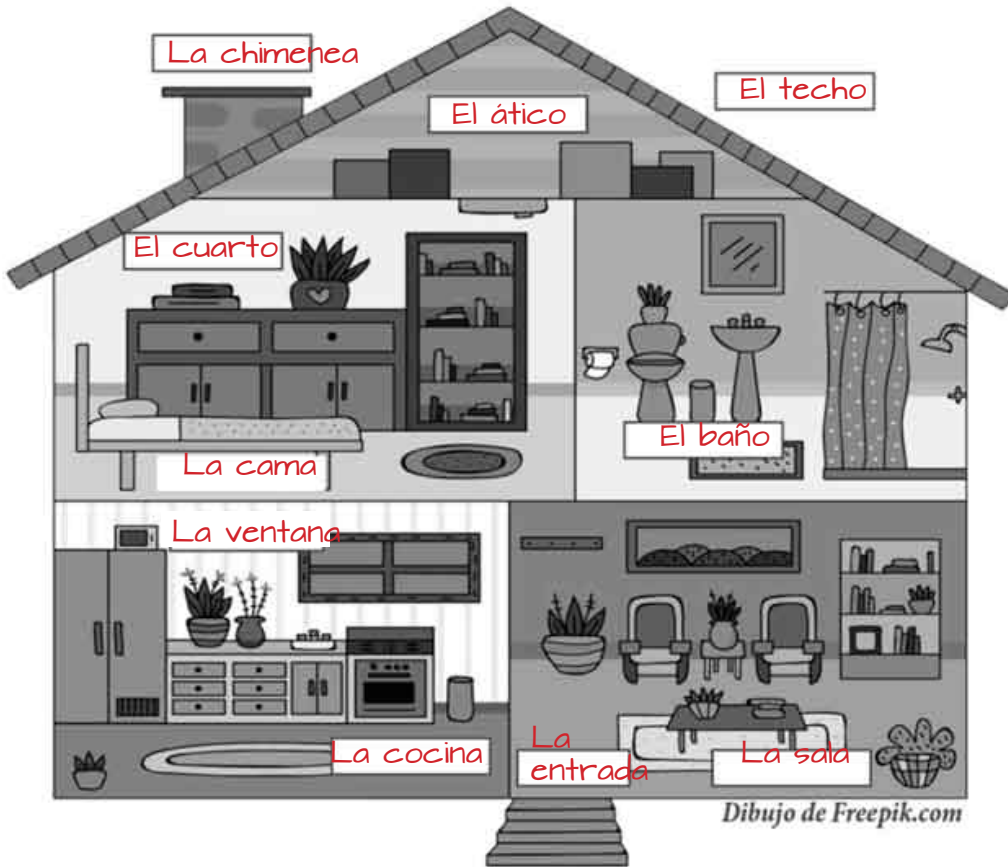 La chimenea
El techo
El ático
El cuarto
El baño
La cama
La ventana
La cocina
La
entrada
La sala
Dibujo de Freepik.com